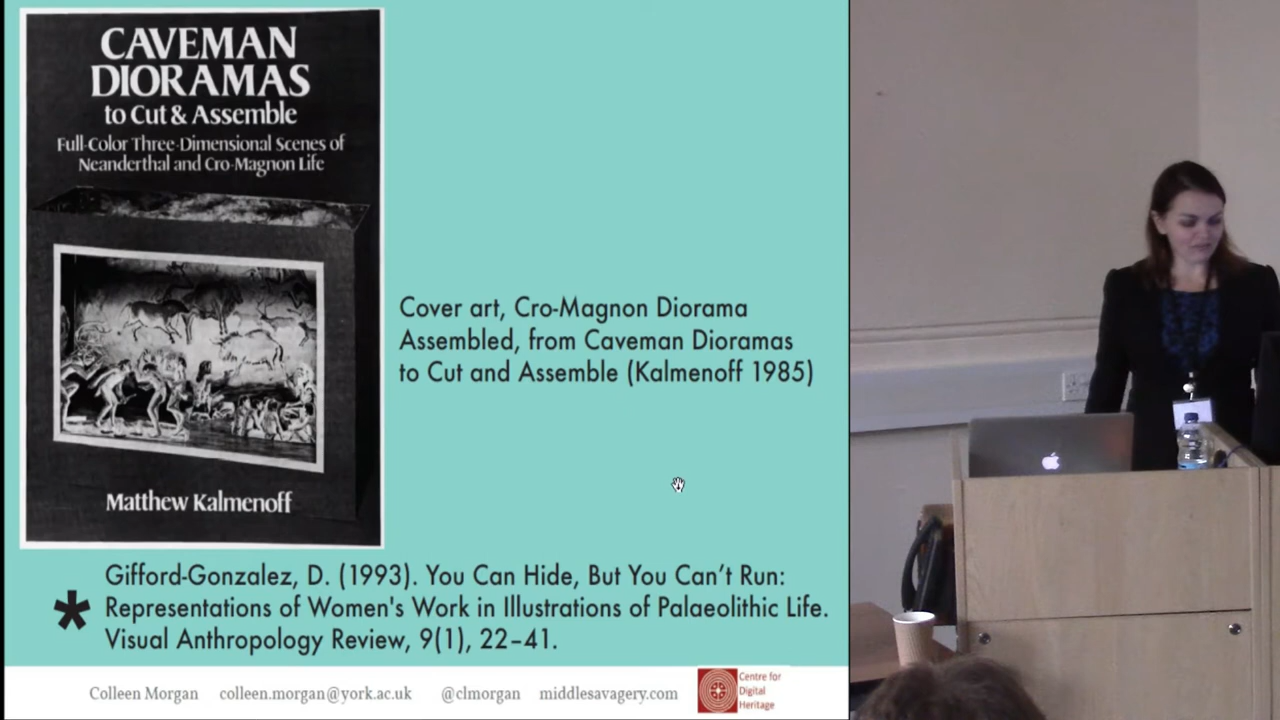 CAVEMAN
DIORAMAS
to Cut & Assemble
Full-Color Three-Dimensional Scenes of
Neanderthal and Cro-Magnon Life
Matthew Kalmenoff
Cover art, Cro-Magnon Diorama
Assembled, from Caveman Dioramas
to Cut and Assemble (Kalmenoff 1985)
* Gifford-Gonzalez, D. (1993). You Can Hide, But You Can’t Run:
Representations of Women's Work in Illustrations of Palaeolithic Life.
Visual Anthropology Review, 9(1), 22–41.
Colleen Morgan colleen.morgan@york.ac.uk @clmorgan middlesavagery.com
Centre for
Digital
Heritage